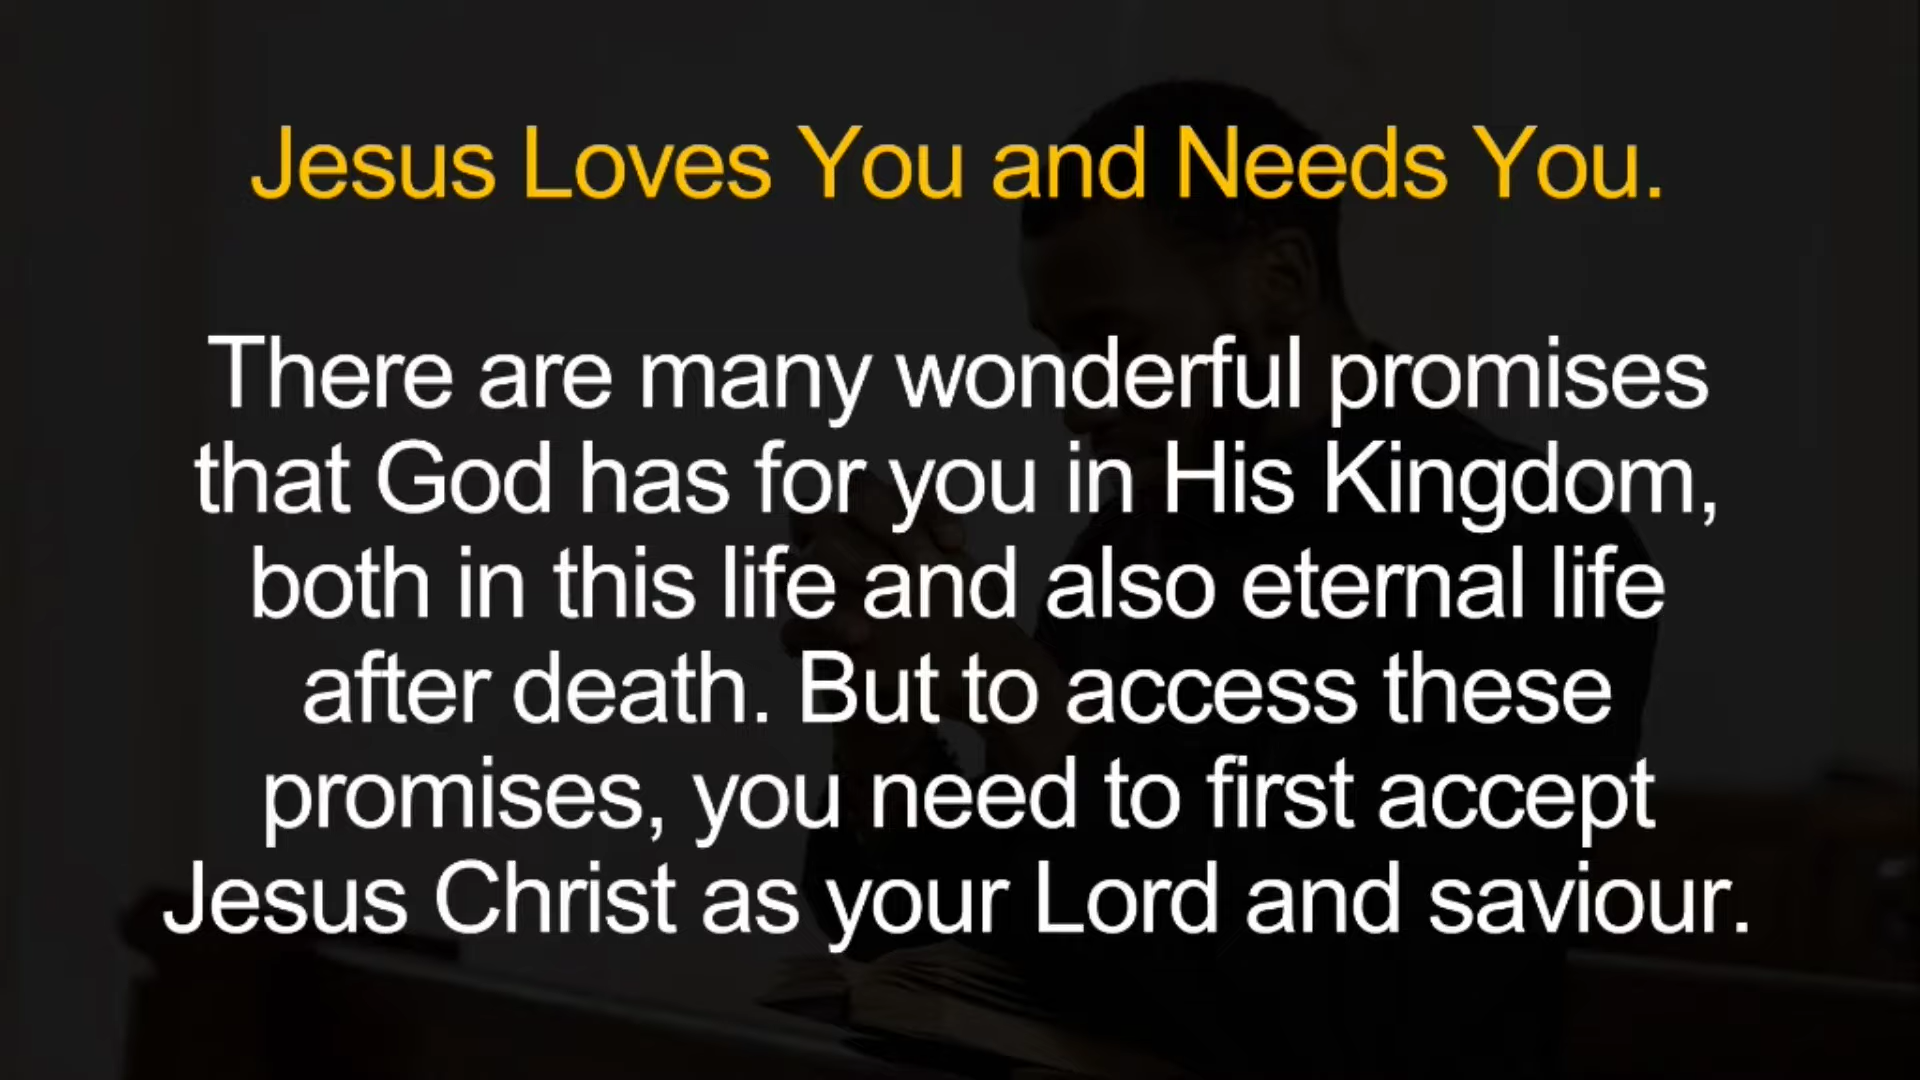 Jesus Loves You and Needs You.
There are many wonderful promises
that God has for you in His Kingdom,
both in this life and also eternal life
after death. But to access these
promises, you need to first accept
Jesus Christ as your Lord and saviour.